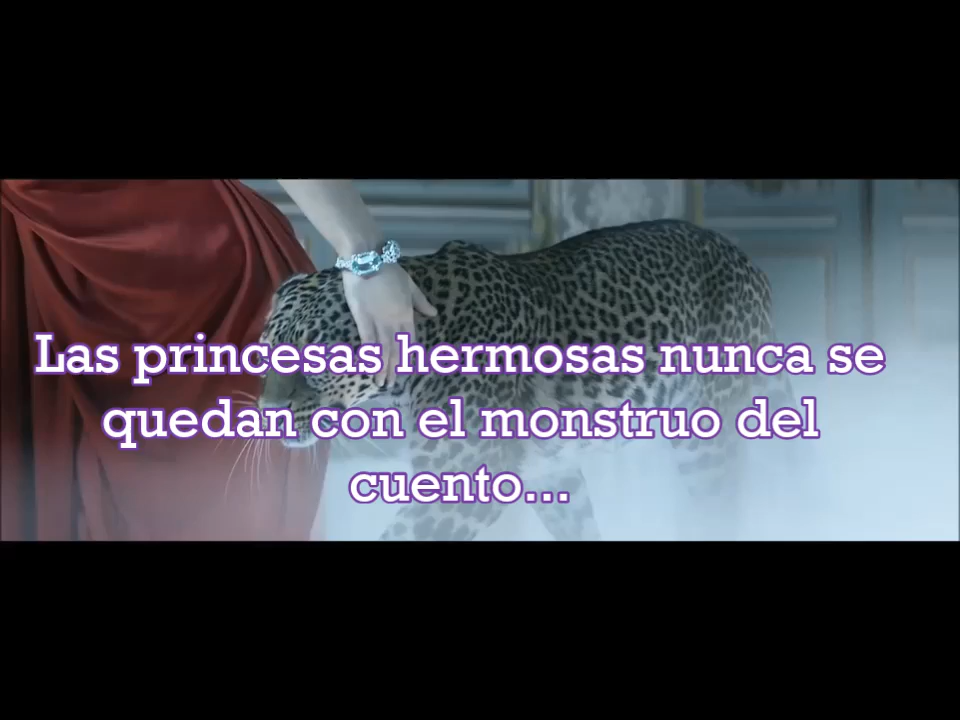 Las princesas hermosas nunca se
quedan con el monstruo del
cuento...